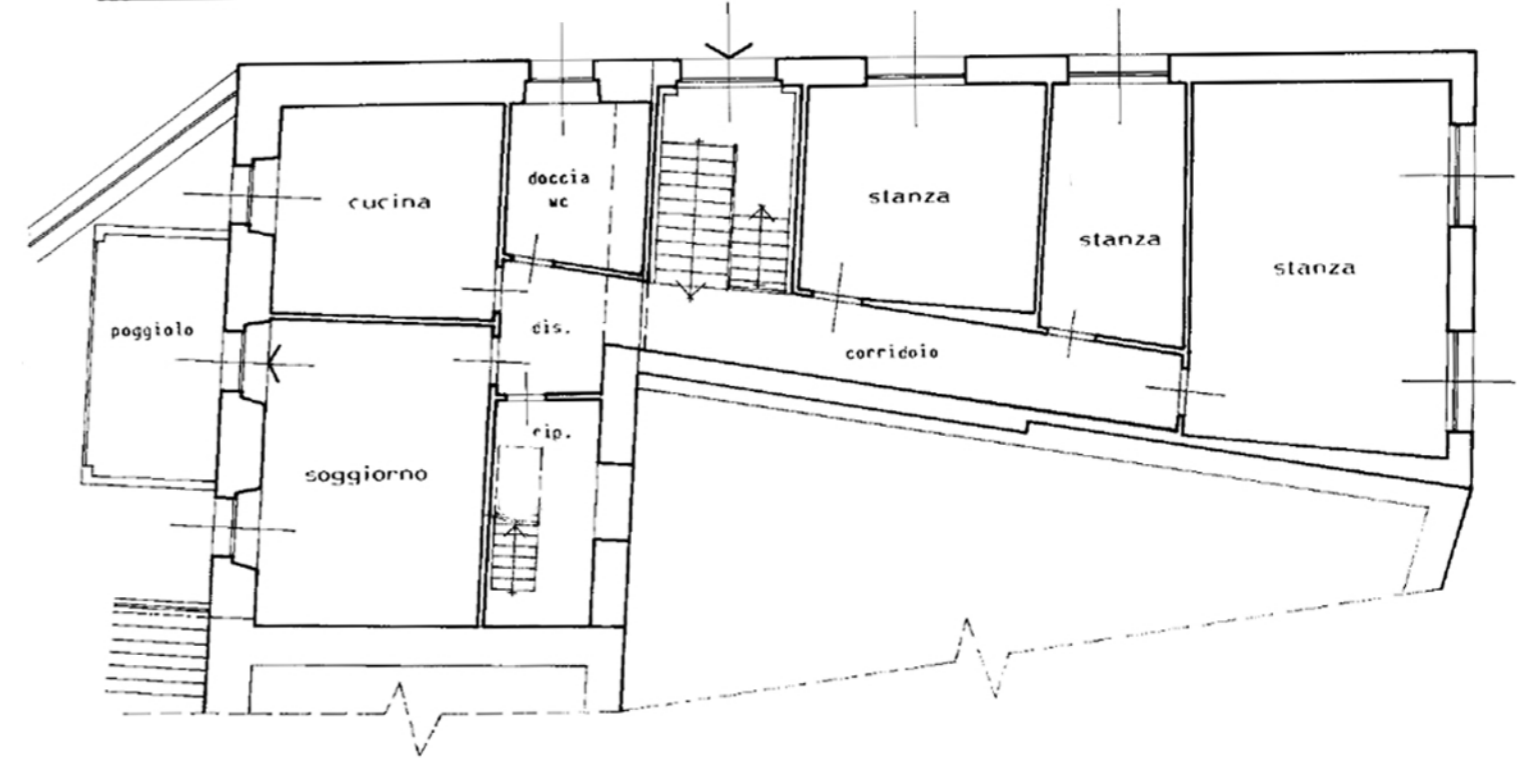 doccia
wc
cucina
stanza
stanza
stanza
poggiolo
dis.
corridoio
rip.
soggiorno